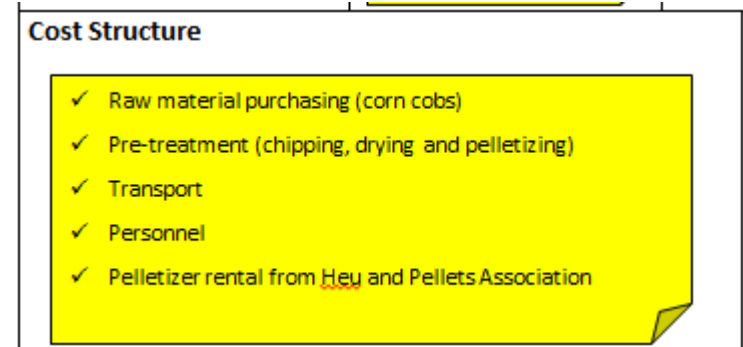 Cost Structure
✓ Raw material purchasing (corn cobs)
✓ Pre-treatment (chipping, drying and pelletizing)
✓ Transport
✓ Personnel
✓ Pelletizer rental from Heu and Pellets Association